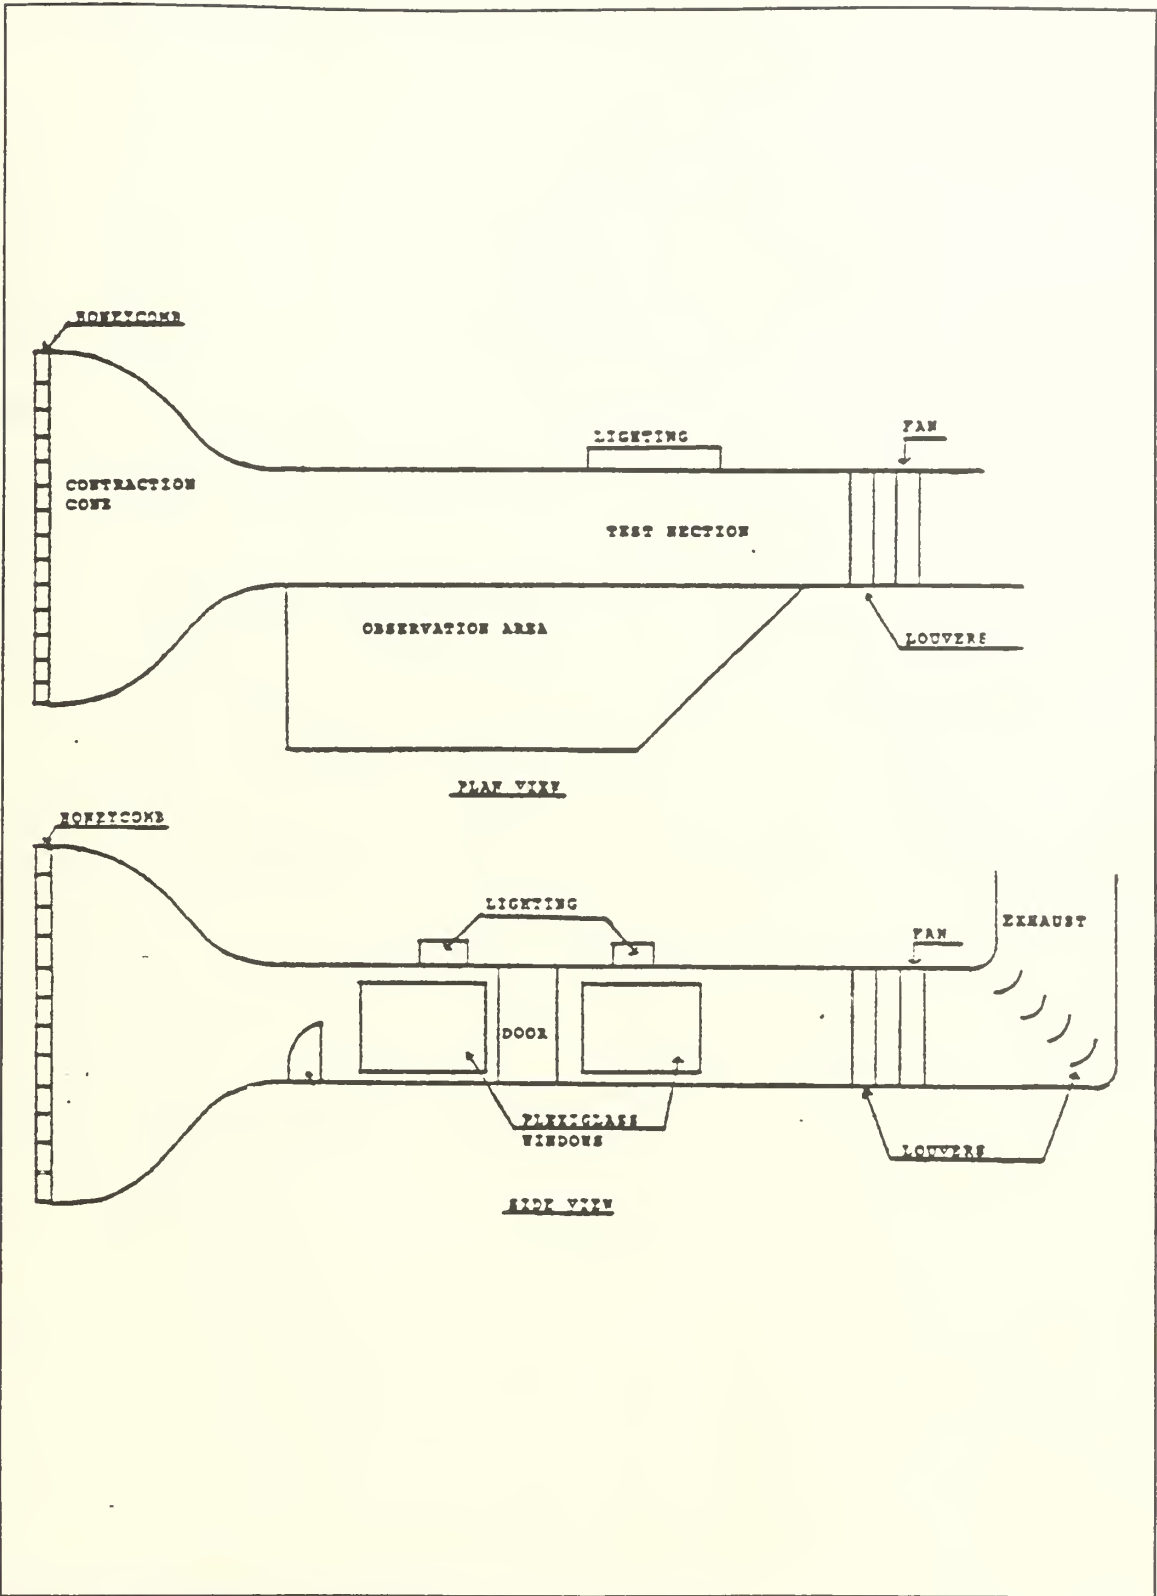 HONEYCOMB
LIGHTING
FAN
CONTRACTION
CONE
TEST SECTION
OBSERVATION AREA
LOUVERS
PLAN VIEW
HONEYCOMB
LIGHTING
EXHAUST
FAN
DOOR
PLEXIGLASS
WINDOWS
LOUVERS
SIDE VIEW